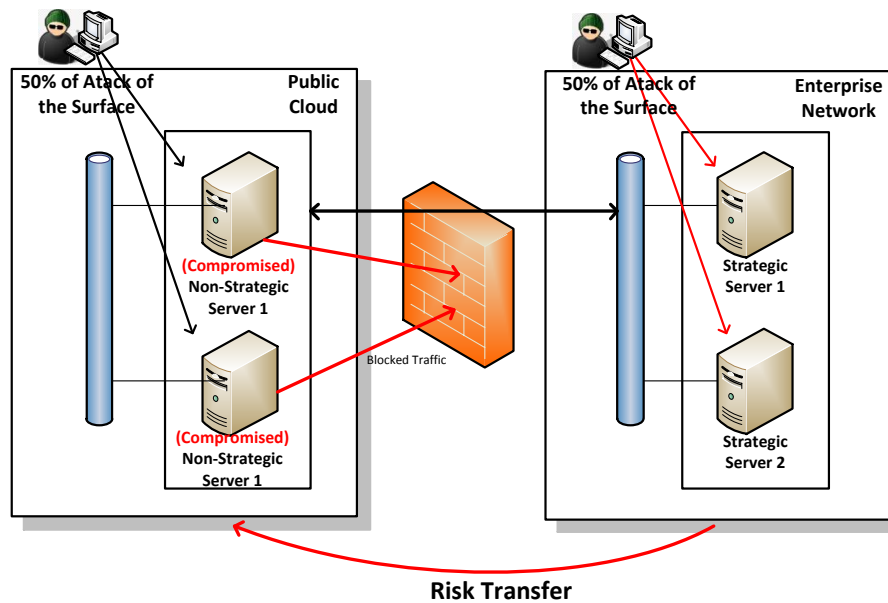 50% of Atack of
the Surface
Public
Cloud
(Compromised)
Non-Strategic
Server 1
(Compromised)
Non-Strategic
Server 1
Blocked Traffic
50% of Atack of
the Surface
Enterprise
Network
Strategic
Server 1
Strategic
Server 2
Risk Transfer